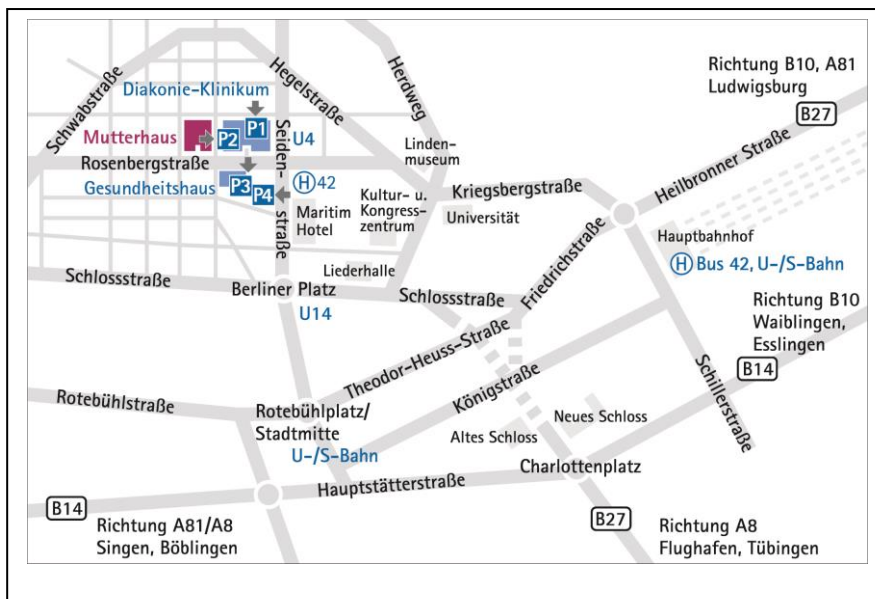 Schwabstraße
Diakonie-Klinikum
Hegelstraße
Herdweg
Richtung B10, A81
Ludwigsburg
B27
Mutterhaus
P2
P1
Seiden-
straße
U4
Rosenbergstraße
Gesundheitshaus
P3
P4
H 42
Maritim
Hotel
Linden-
museum
Kultur- u.
Kongress-
zentrum
Kriegsbergstraße
Universität
Heilbronner Straße
Hauptbahnhof
H Bus 42, U-/S-Bahn
Friedrichstraße
Liederhalle
Schlossstraße
Berliner Platz
Schlossstraße
U14
Richtung B10
Waiblingen,
Esslingen
B14
Theodor-Heuss-Straße
Königstraße
Schillerstraße
Rotebühlstraße
Rotebühlplatz/
Stadtmitte
U-/S-Bahn
Altes Schloss
Neues Schloss
Charlottenplatz
Hauptstätterstraße
B14
Richtung A81/A8
Singen, Böblingen
B27
Richtung A8
Flughafen, Tübingen